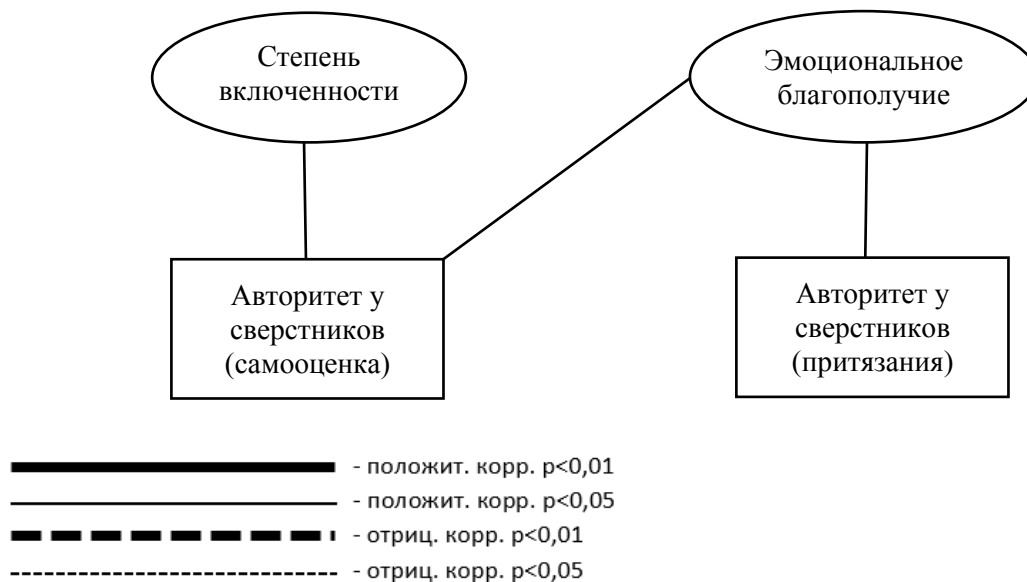 Степень
включенности
Эмоциональное
благополучие
Авторитет у
сверстников
(самооценка)
Авторитет у
сверстников
(притязания)
- положит. корр. p<0,01
- положит. корр. p<0,05
- отриц. корр. p<0,01
- отриц. корр. p<0,05